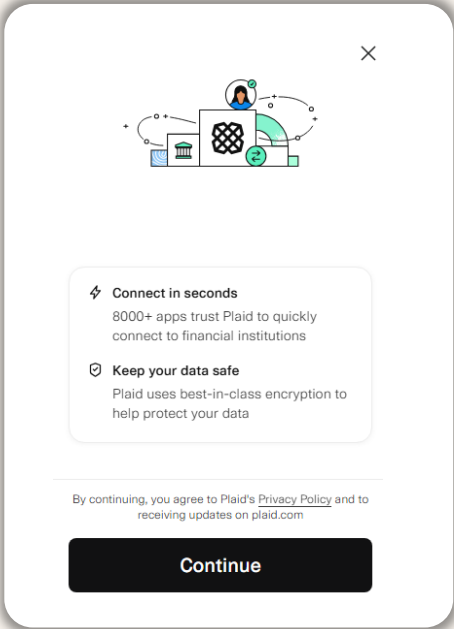 Connect in seconds
8000+ apps trust Plaid to quickly
connect to financial institutions
Keep your data safe
Plaid uses best-in-class encryption to
help protect your data
By continuing, you agree to Plaid's Privacy Policy and to
receiving updates on plaid.com
Continue